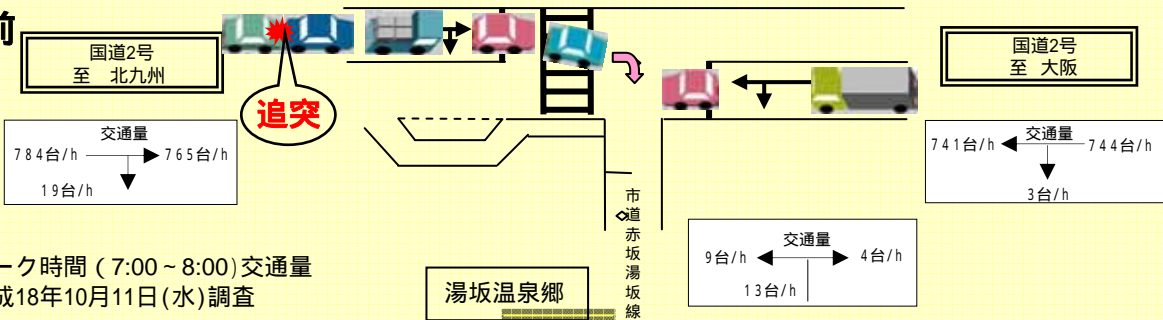 前
国道2号
至 北九州
追突
国道2号
至 大阪
交通量
784台/h
765台/h
19台/h
交通量
741台/h
744台/h
3台/h
市道赤坂湯坂線
交通量
9台/h
4台/h
13台/h
ーク時間(7:00~8:00)交通量
成18年10月11日(水)調査
湯坂温泉郷